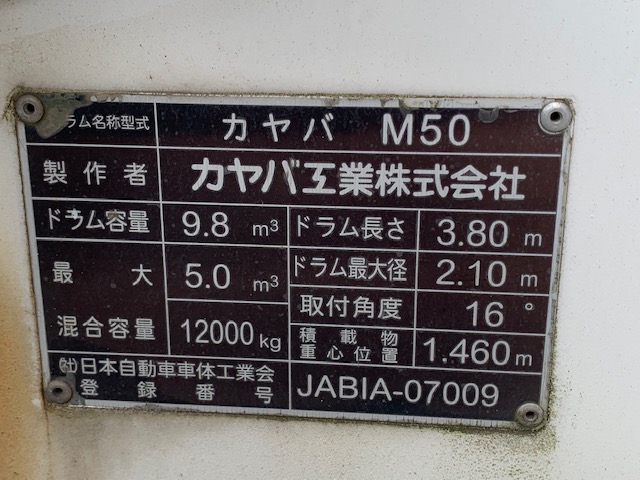 ドラム名称型式 カヤバ M50
製作者 カヤバ工業株式会社
ドラム容量 9.8 m³ ドラム長さ 3.80 m
最大 5.0 m³ ドラム最大径 2.10 m
混合容量 12000kg 取付角度 16°
積載物重心位置 1.460m
㈳日本自動車車体工業会
登録番号 JABIA-07009